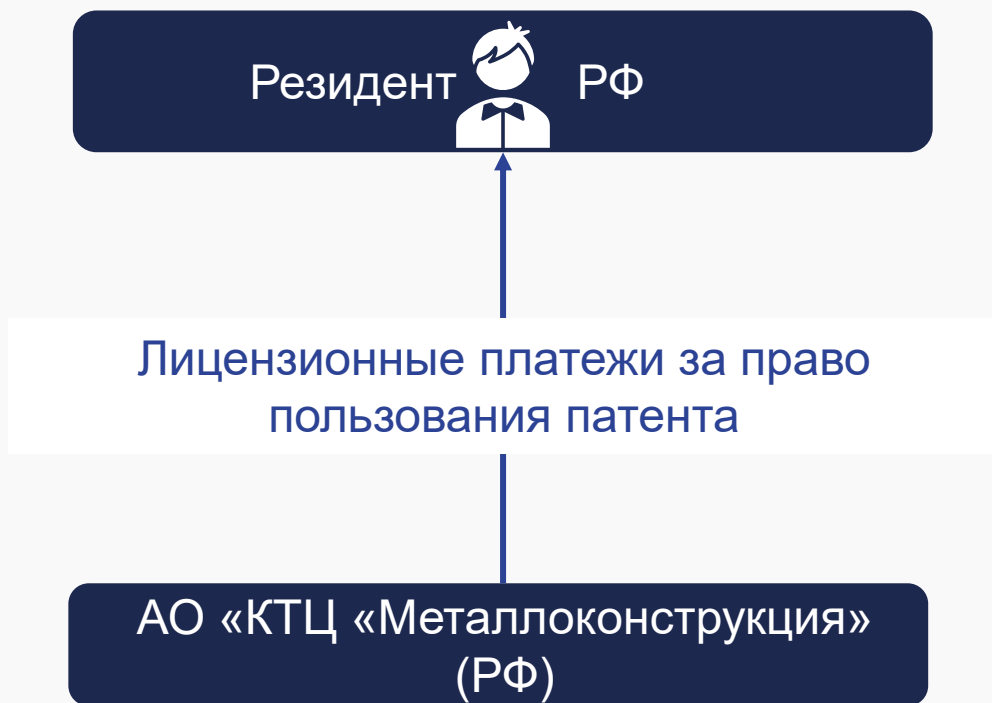 Резидент РФ
Лицензионные платежи за право
пользования патента
АО «КТЦ «Металлоконструкция»
(РФ)